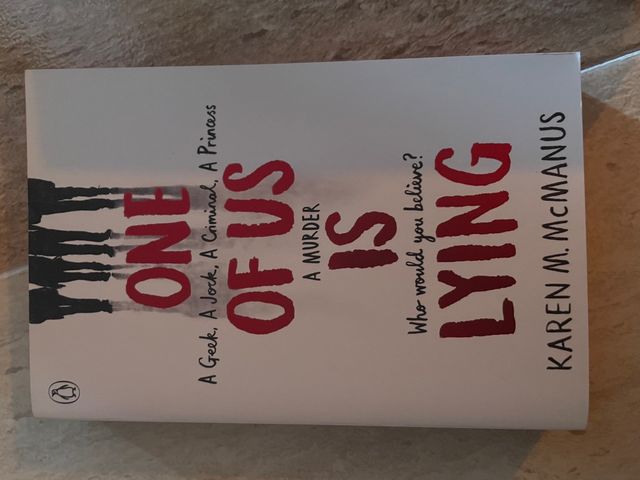 ONE
A Geek, A Jock, A Criminal, A Princess
OF US
A MURDER
IS
Who would you believe?
LYING
KAREN M. McMANUS